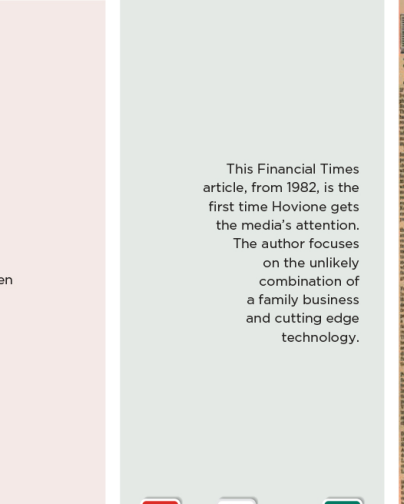 en
This Financial Times
article, from 1982, is the
first time Hovione gets
the media's attention.
The author focuses
on the unlikely
combination of
a family business
and cutting edge
technology.